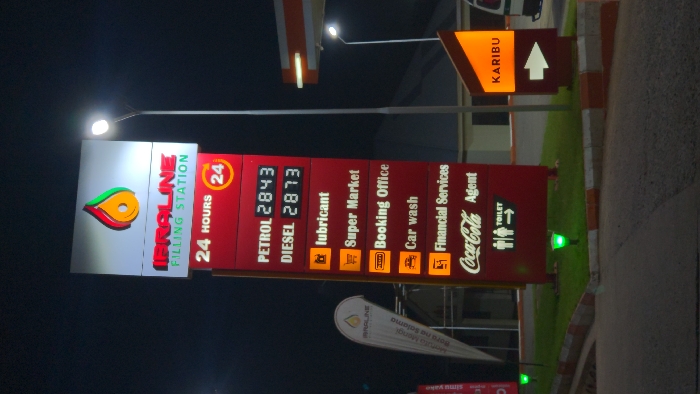 IBRALINE
FILLING STATION
24 HOURS 24
PETROL 2843
DIESEL 2873
lubricant
Super Market
Booking Office
Car wash
Financial Services
Coca-Cola Agent
TOILET
KARIBU
IBRALINE